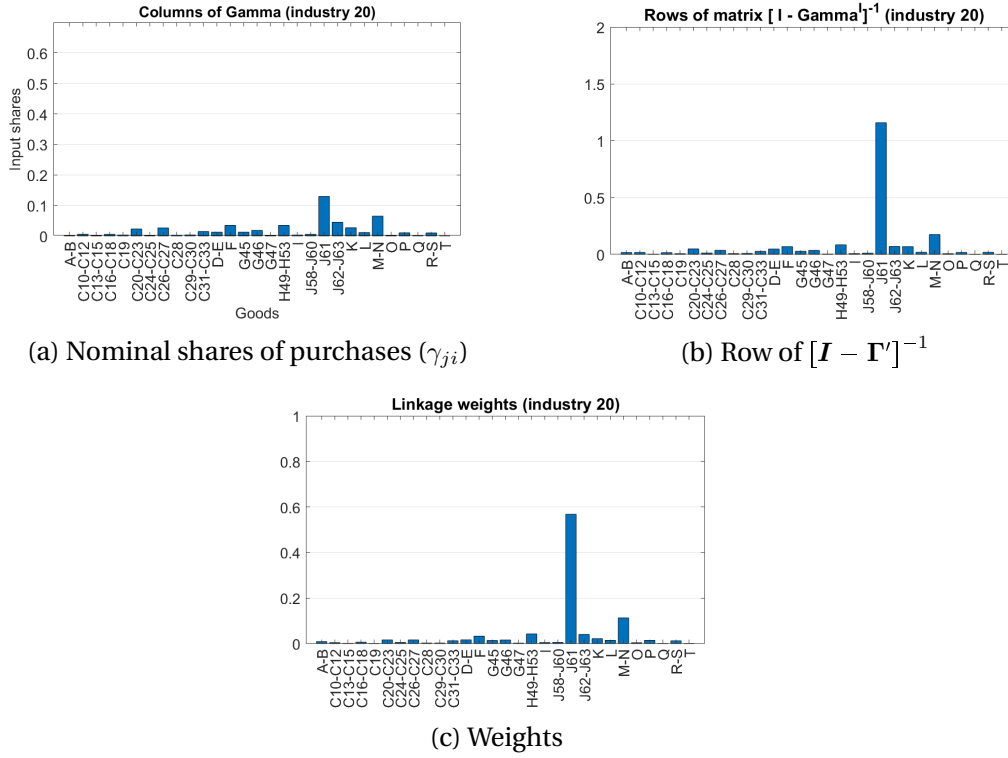 Columns of Gamma (industry 20)
Input shares
0.6
0.5
0.4
0.3
0.2
0.1
0
A-B
C10-C12
C13-C15
C16-C18
C19
C20-C23
C24-C25
C26-C27
C28
C29-C30
C31-C33
D-E
F
G45
G46
G47
H49-H53
I
J58-J60
J61
J62-J63
K
L
M-N
O
P
Q
R-S
T
Goods
(a) Nominal shares of purchases (γji)
Rows of matrix [ I - Gamma^I]^-1 (industry 20)
2
1.5
1
0.5
0
A-B
C10-C12
C13-C15
C16-C18
C19
C20-C23
C24-C25
C26-C27
C28
C29-C30
C31-C33
D-E
F
G45
G46
G47
H49-H53
I
J58-J60
J61
J62-J63
K
L
M-N
O
P
Q
R-S
T
(b) Row of [I − Γ′]^−1
Linkage weights (industry 20)
1
0.8
0.6
0.4
0.2
0
A-B
C10-C12
C13-C15
C16-C18
C19
C20-C23
C24-C25
C26-C27
C28
C29-C30
C31-C33
D-E
F
G45
G46
G47
H49-H53
I
J58-J60
J61
J62-J63
K
L
M-N
O
P
Q
R-S
T
(c) Weights